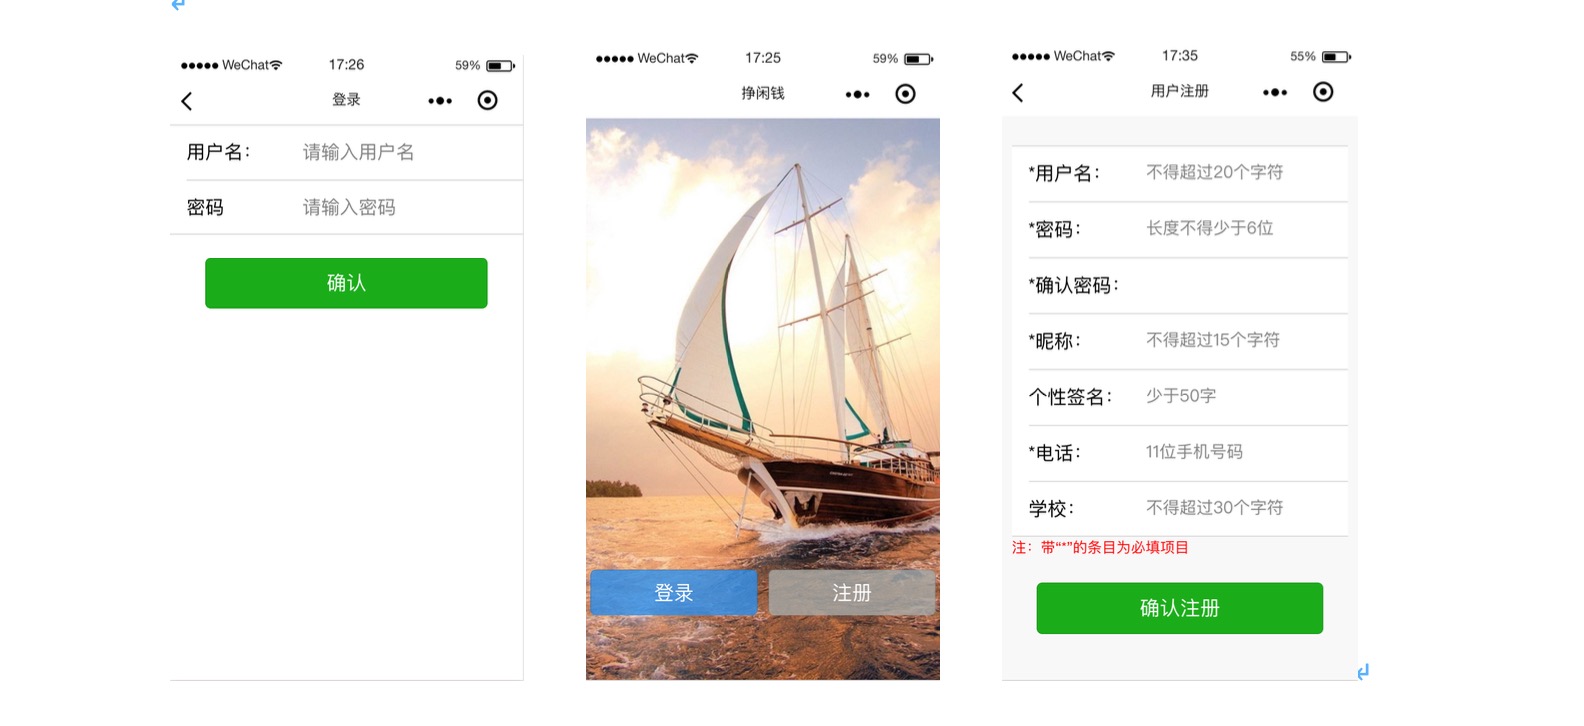 WeChat 17:26 59%
登录
用户名：
请输入用户名
密码
请输入密码
确认
WeChat 17:25 59%
挣闲钱
登录
注册
WeChat 17:35 55%
用户注册
*用户名：
不得超过20个字符
*密码：
长度不得少于6位
*确认密码：
*昵称：
不得超过15个字符
个性签名：
少于50字
*电话：
11位手机号码
学校：
不得超过30个字符
注：带“*”的条目为必填项目
确认注册